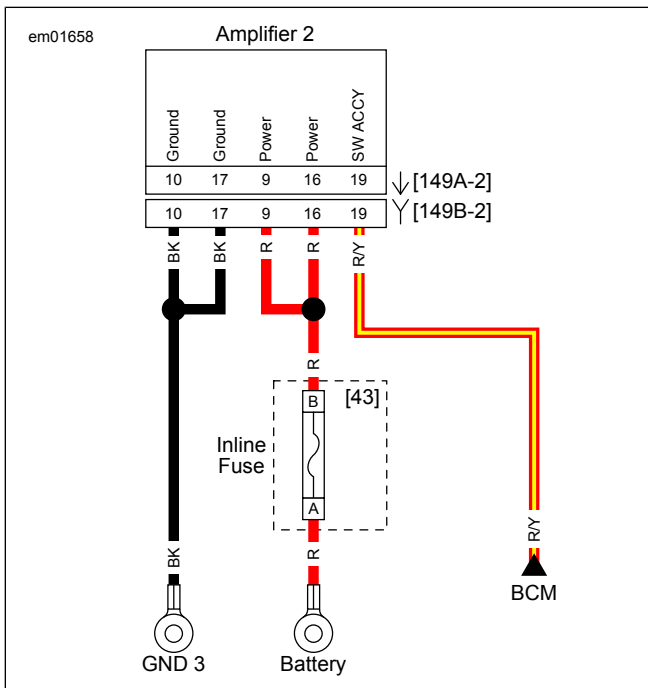 em01658
Amplifier 2
Ground
Ground
Power
Power
SW ACCY
10 17 9 16 19
[149A-2]
10 17 9 16 19
[149B-2]
BK
BK
R
R
R/Y
R
B
[43]
Inline
Fuse
A
BK
R
R/Y
BCM
GND 3
Battery